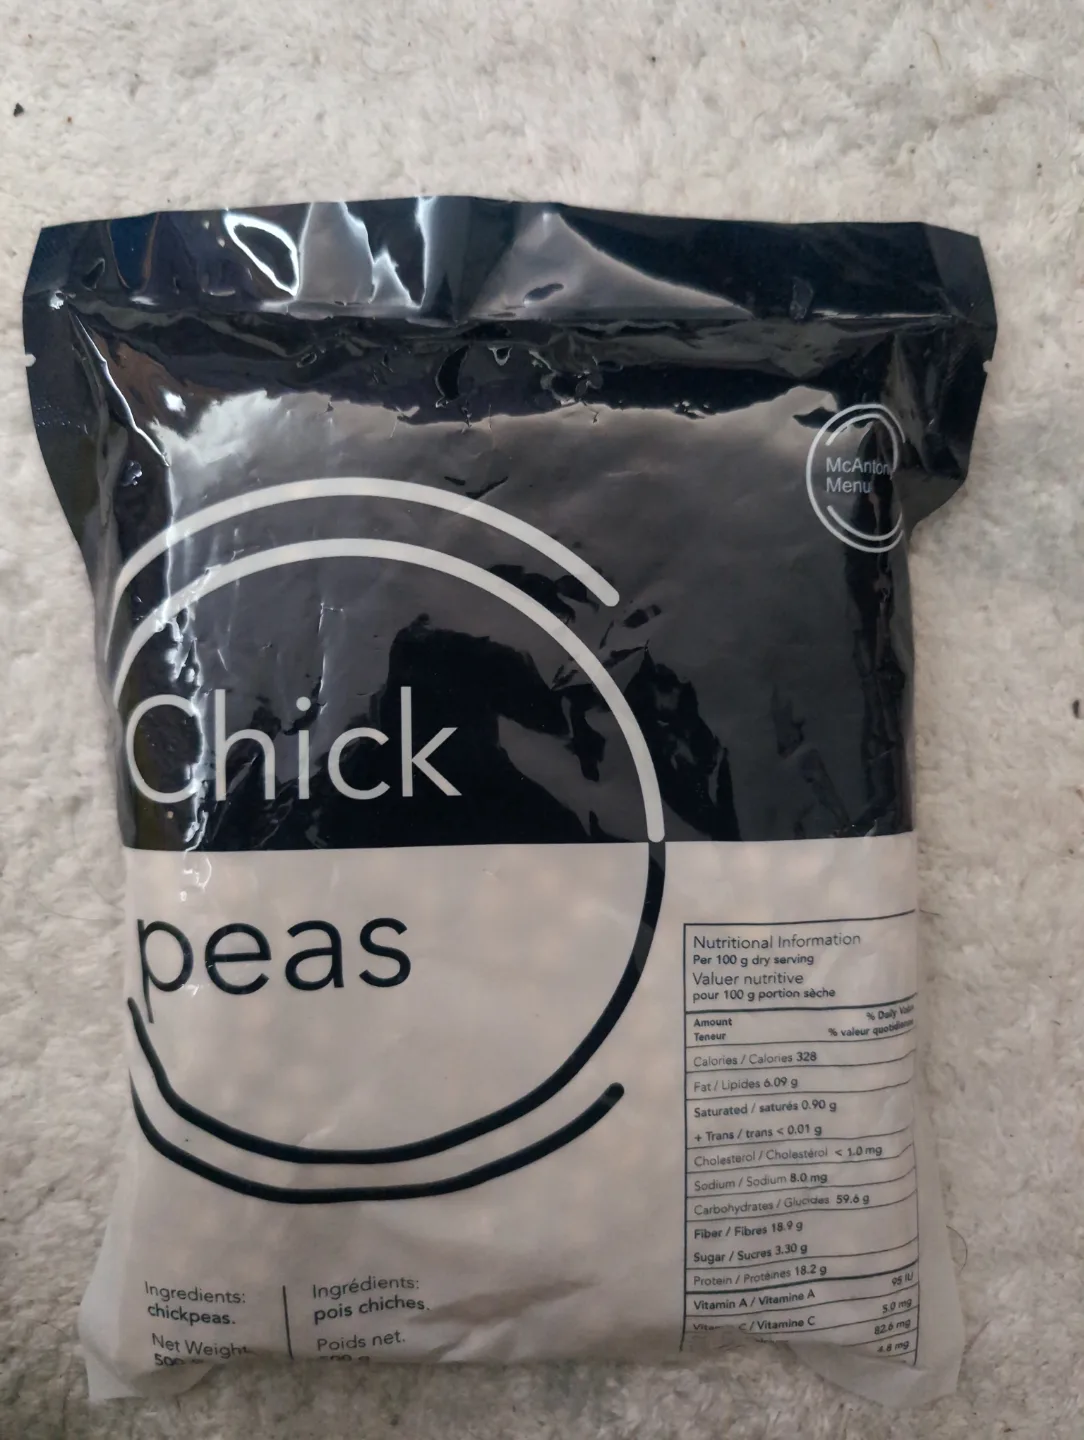 McAnton
Menu
Chick
peas
Nutritional Information
Per 100 g dry serving
Valuer nutritive
pour 100 g portion sèche
Amount
% Daily
Teneur
% valeur
Calories / Calories 328
Fat / Lipides 6.09 g
Saturated / saturés 0.90 g
+ Trans / trans < 0.01 g
Cholesterol / Cholestérol < 1.0 mg
Sodium / Sodium 8.0 mg
Carbohydrates / Glucides 59.6 g
Fiber / Fibres 18.9 g
Sugar / Sucres 3.30 g
Protein / Protéines 18.2 g
Vitamin A / Vitamine A 95 IU
C / Vitamine C 5.0 mg
82.6 mg
4.8 mg
Ingredients:
chickpeas.
Net Weight
Ingrédients:
pois chiches.
Poids net.